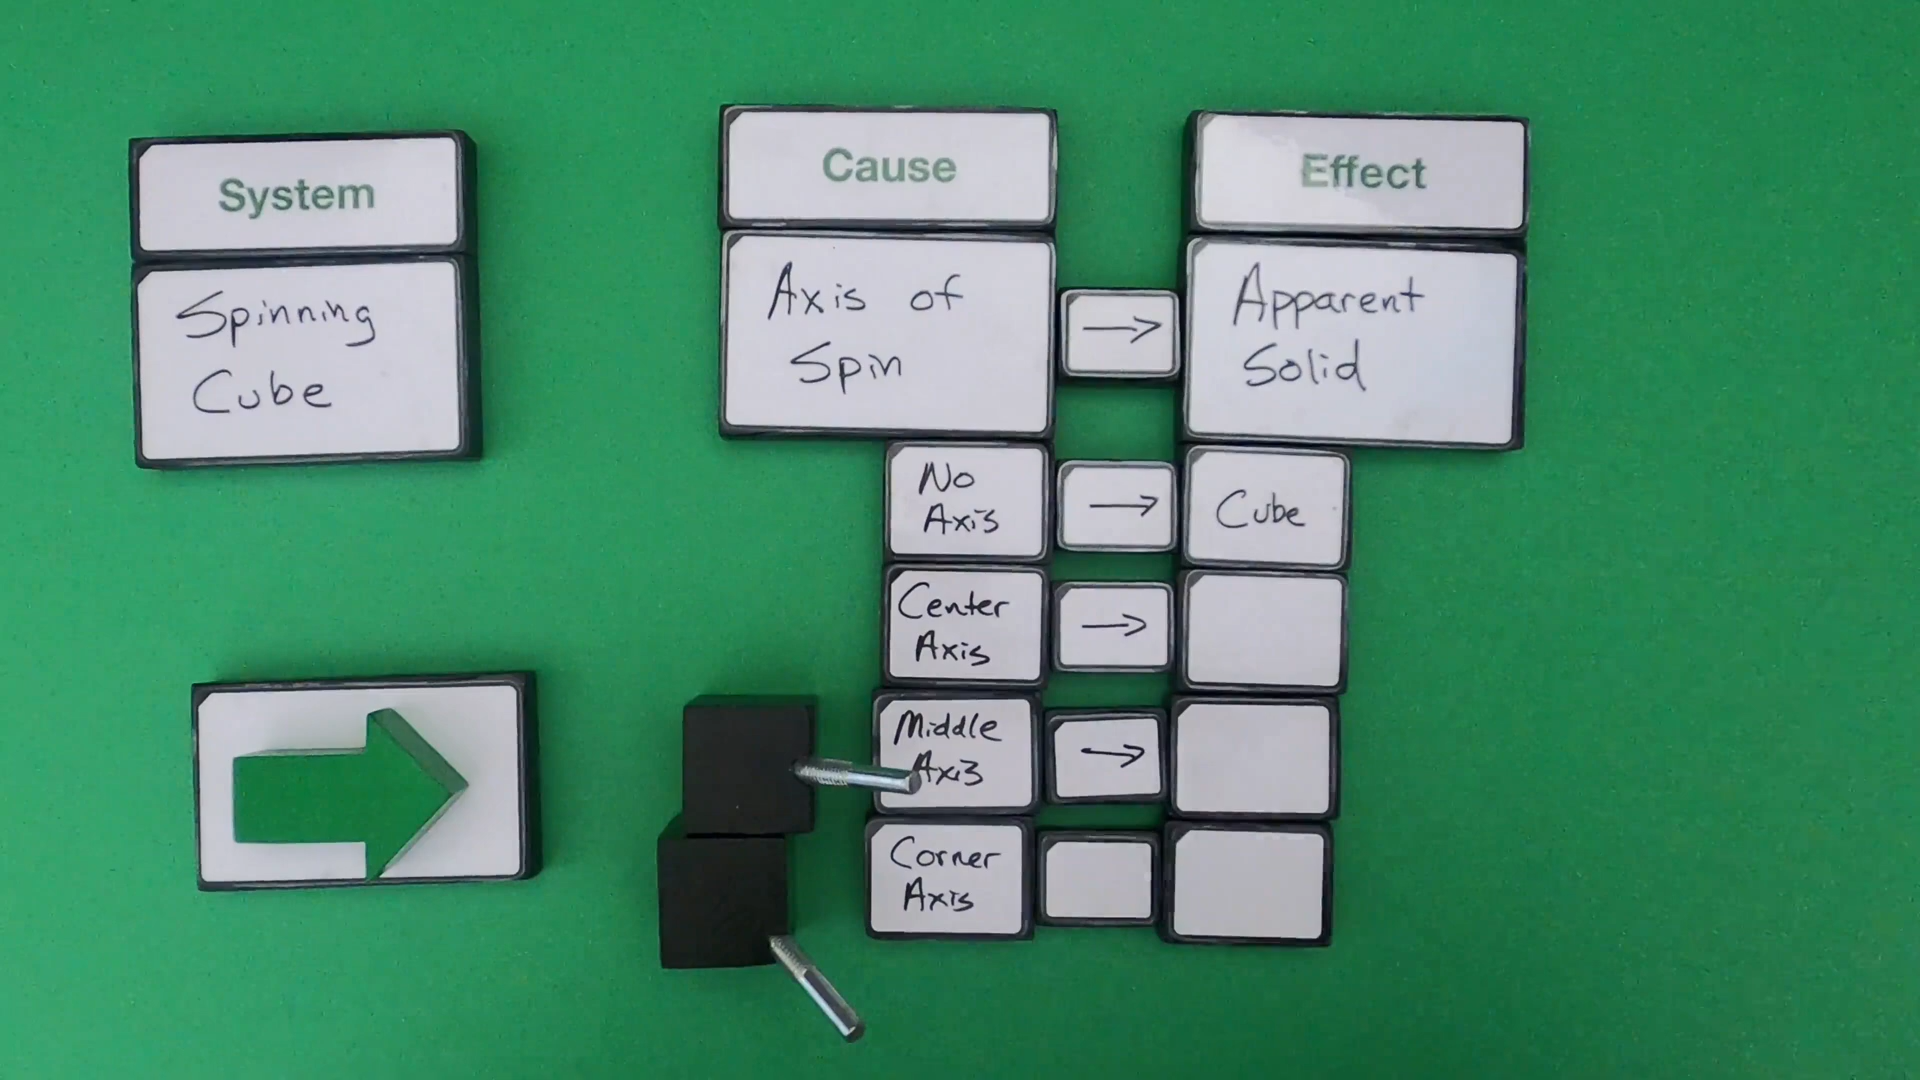 System
Spinning
Cube
Cause
Effect
Axis of
Spin
Apparent
Solid
No
Axis
Cube
Center
Axis
Middle
Axis
Corner
Axis